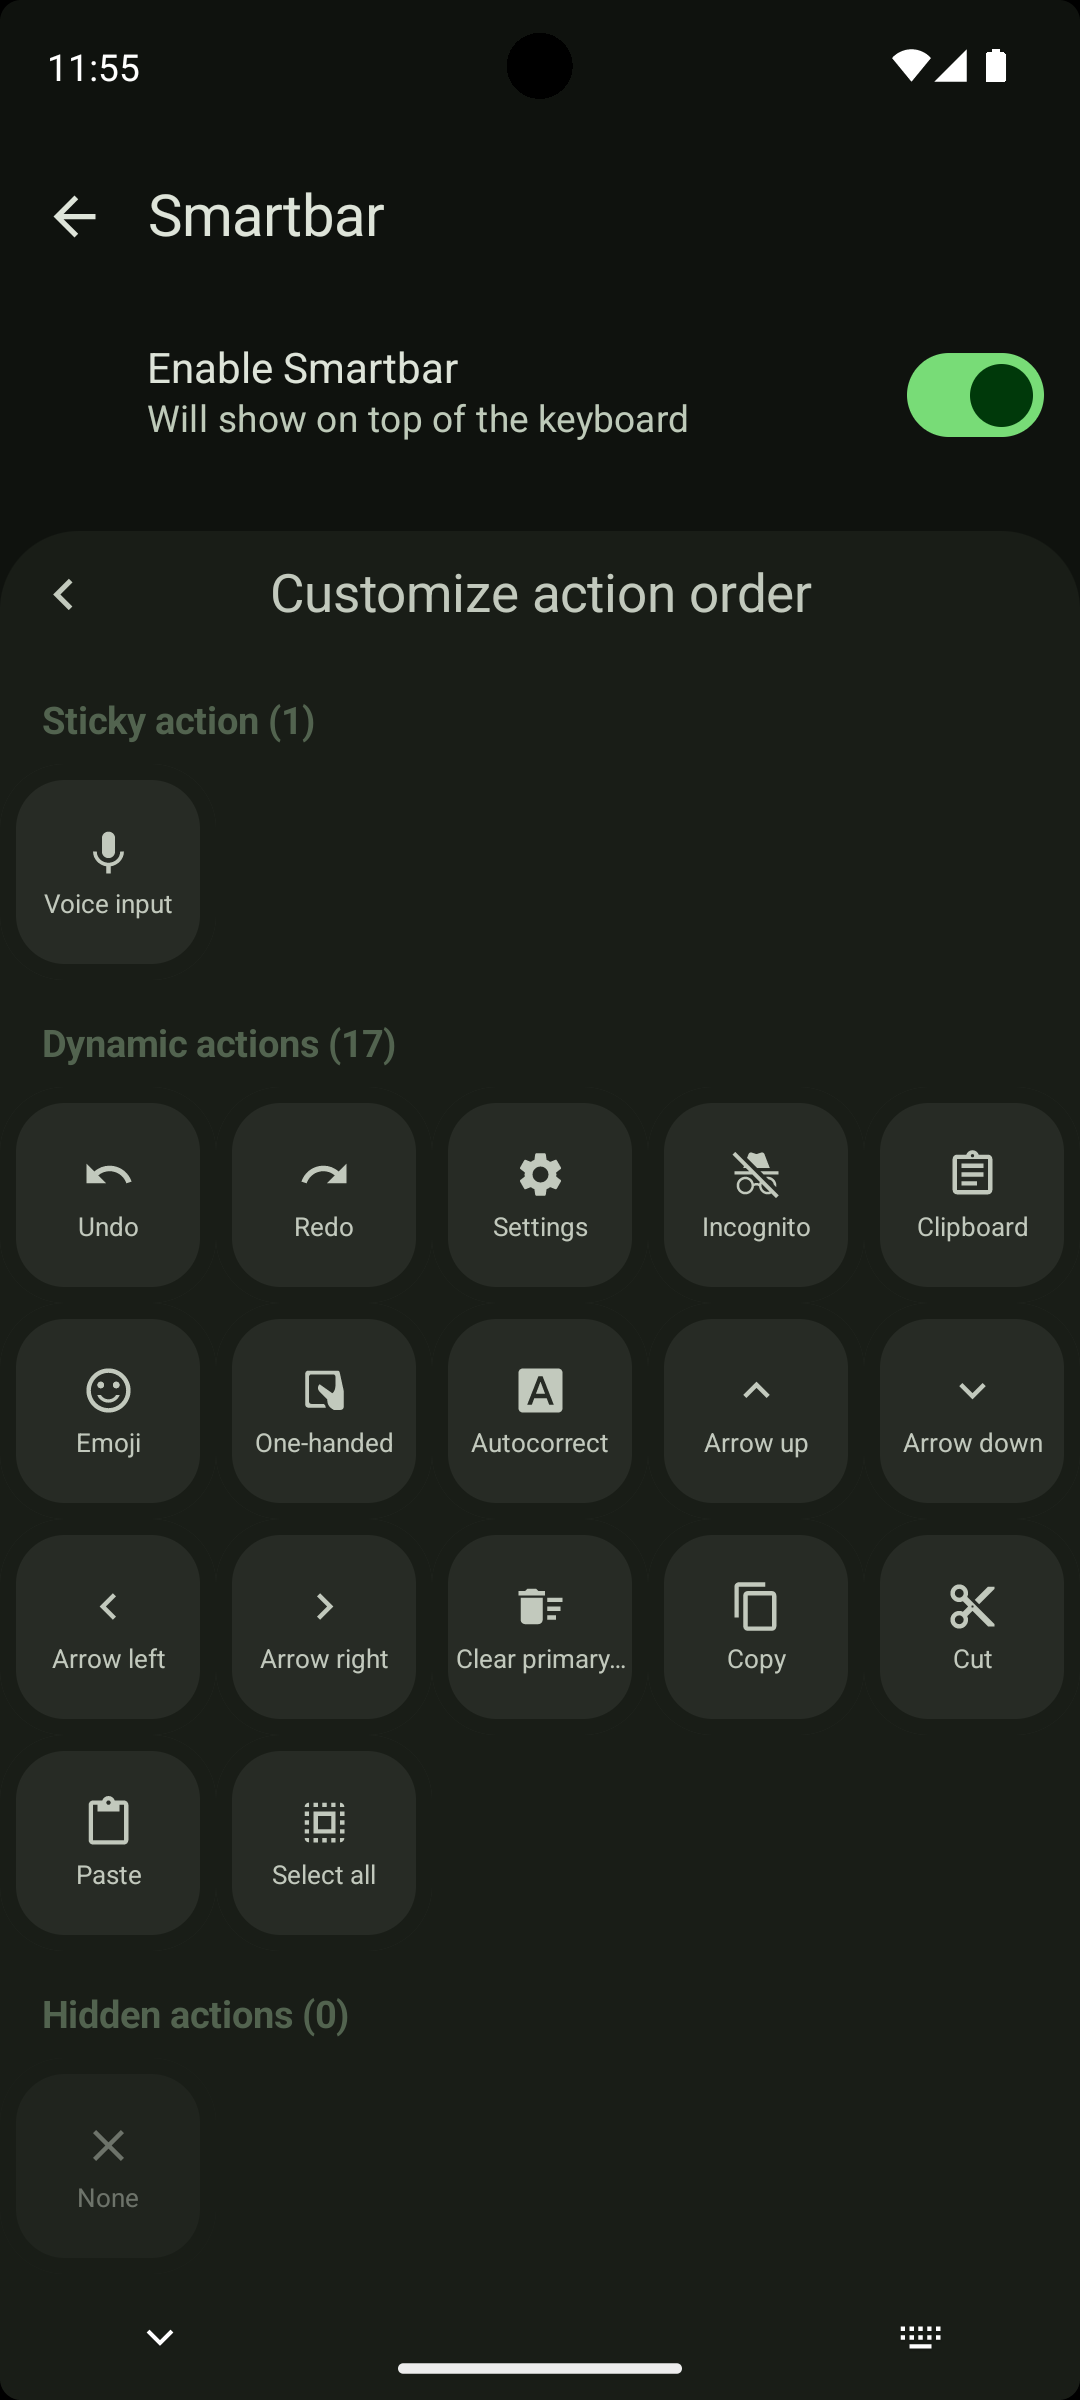 11:55
Smartbar
Enable Smartbar
Will show on top of the keyboard
Customize action order
Sticky action (1)
Voice input
Dynamic actions (17)
Undo
Redo
Settings
Incognito
Clipboard
Emoji
One-handed
Autocorrect
Arrow up
Arrow down
Arrow left
Arrow right
Clear primary…
Copy
Cut
Paste
Select all
Hidden actions (0)
None